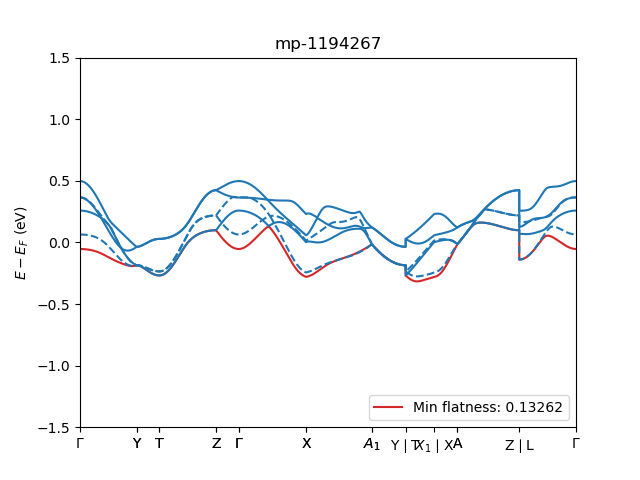 mp-1194267
E − E_F (eV)
1.5
1.0
0.5
0.0
−0.5
−1.0
−1.5
Min flatness: 0.13262
Γ Y T Z Γ X A₁ Y | T X₁ | X A Z | L Γ